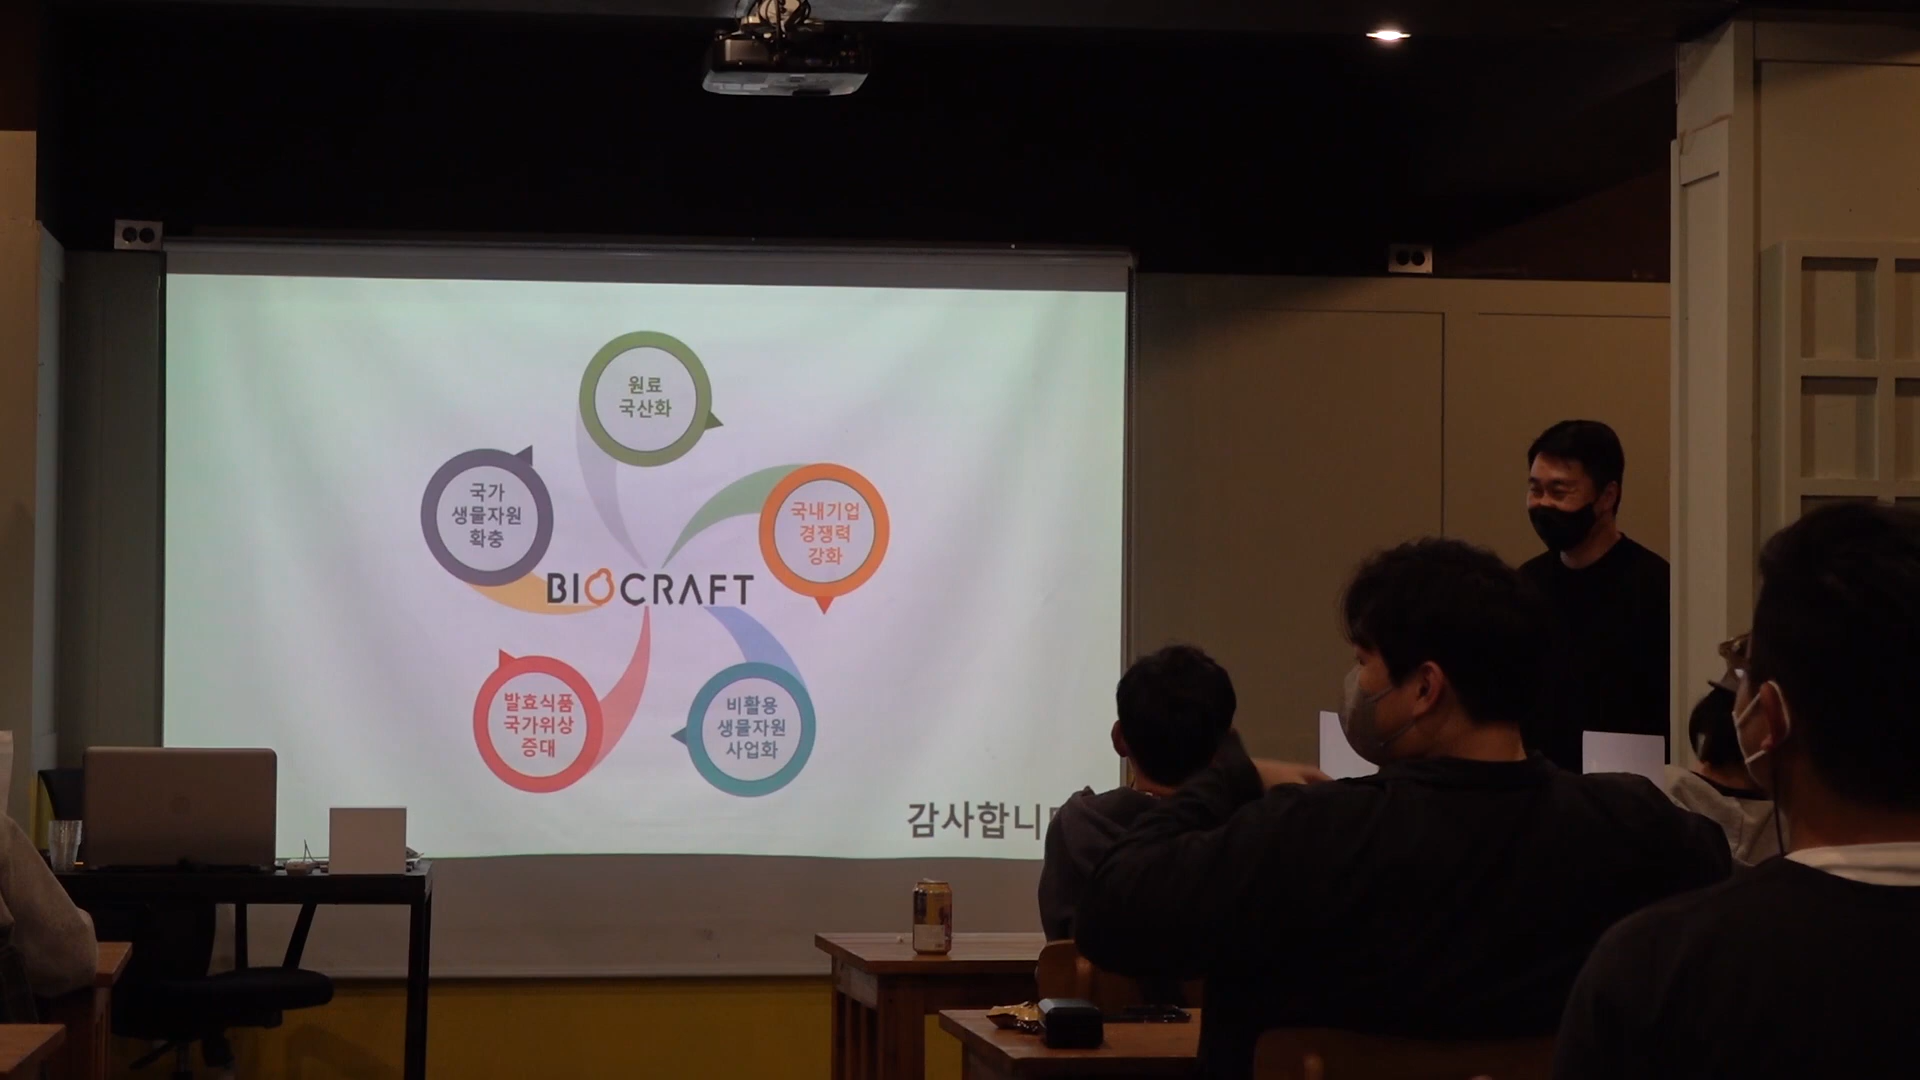 원료
국산화
국가
생물자원
확충
국내기업
경쟁력
강화
BIOCRAFT
발효식품
국가위상
증대
비활용
생물자원
사업화
감사합니